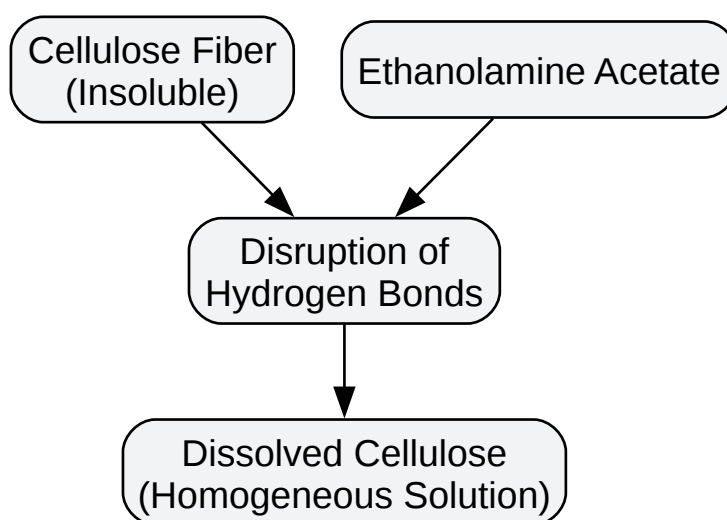 Cellulose Fiber
(Insoluble)
Ethanolamine Acetate
Disruption of
Hydrogen Bonds
Dissolved Cellulose
(Homogeneous Solution)